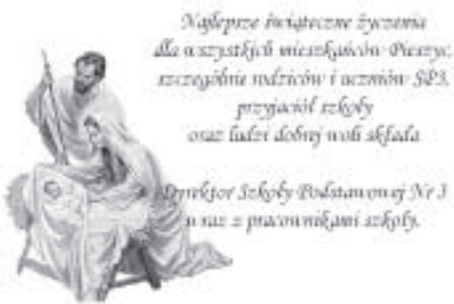 Najlepsze świąteczne życzenia
dla wszystkich mieszkańców Pieszyc,
szczególnie rodziców i uczniów SP3,
przyjaciół szkoły
oraz ludzi dobrej woli składa
Dyrektor Szkoły Podstawowej Nr 3
wraz z pracownikami szkoły.